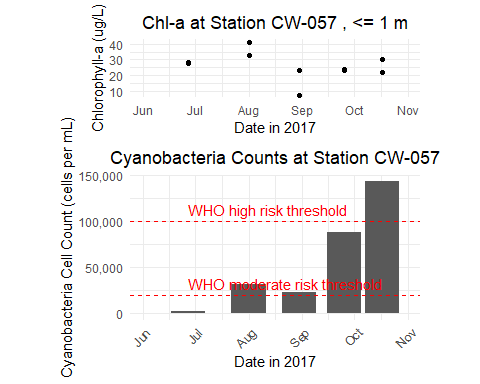 Chl-a at Station CW-057 , <= 1 m
Chlorophyll-a (ug/L)
40
30
20
10
Jun Jul Aug Sep Oct Nov
Date in 2017
Cyanobacteria Counts at Station CW-057
Cyanobacteria Cell Count (cells per mL)
150,000
WHO high risk threshold
100,000
50,000
WHO moderate risk threshold
0
Jun Jul Aug Sep Oct Nov
Date in 2017